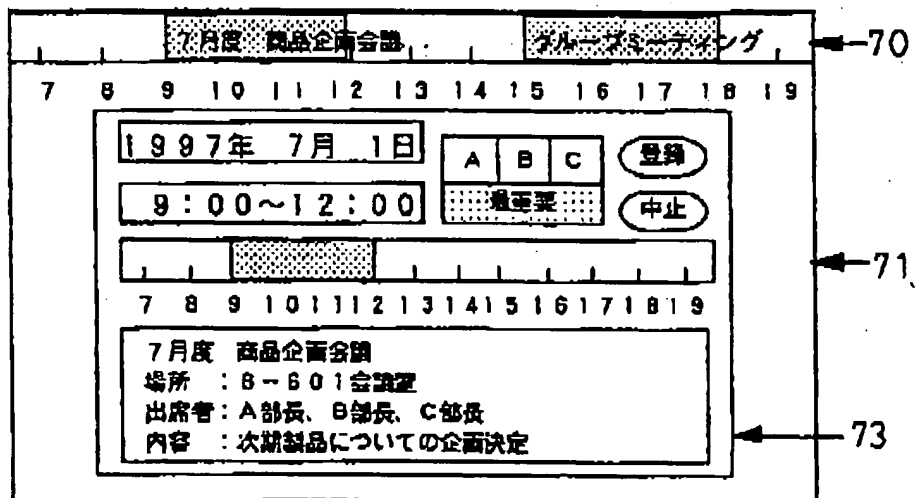 7月度 商品企画会議 グループミーティング
70
7 8 9 10 11 12 13 14 15 16 17 18 19
1997年 7月 1日
A B C
登録
9:00～12:00
最重要
中止
71
7 8 9 10 11 12 13 14 15 16 17 18 19
7月度 商品企画会議
場所 :B-601会議室
出席者:A部長、B部長、C部長
内容 :次期製品についての企画決定
73